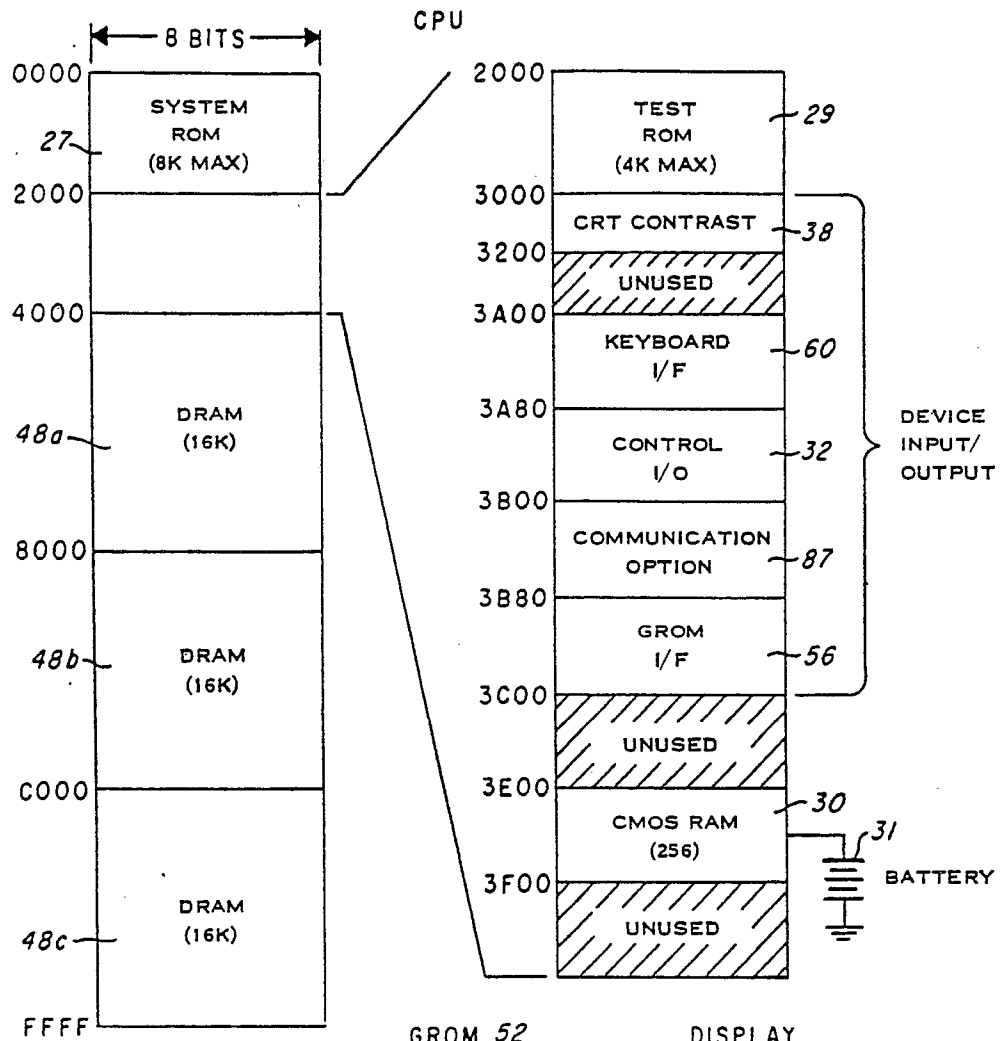 CPU
8 BITS
0000
SYSTEM
ROM
(8K MAX)
27
2000
4000
DRAM
(16K)
48a
8000
DRAM
(16K)
48b
C000
DRAM
(16K)
48c
FFFF
2000
TEST
ROM
(4K MAX)
29
3000
CRT CONTRAST
38
3200
UNUSED
3A00
KEYBOARD
I/F
60
3A80
CONTROL
I/O
32
3B00
COMMUNICATION
OPTION
87
3B80
GROM
I/F
56
3C00
DEVICE
INPUT/
OUTPUT
UNUSED
3E00
CMOS RAM
(256)
30
31
BATTERY
3F00
UNUSED
GROM 52
DISPLAY